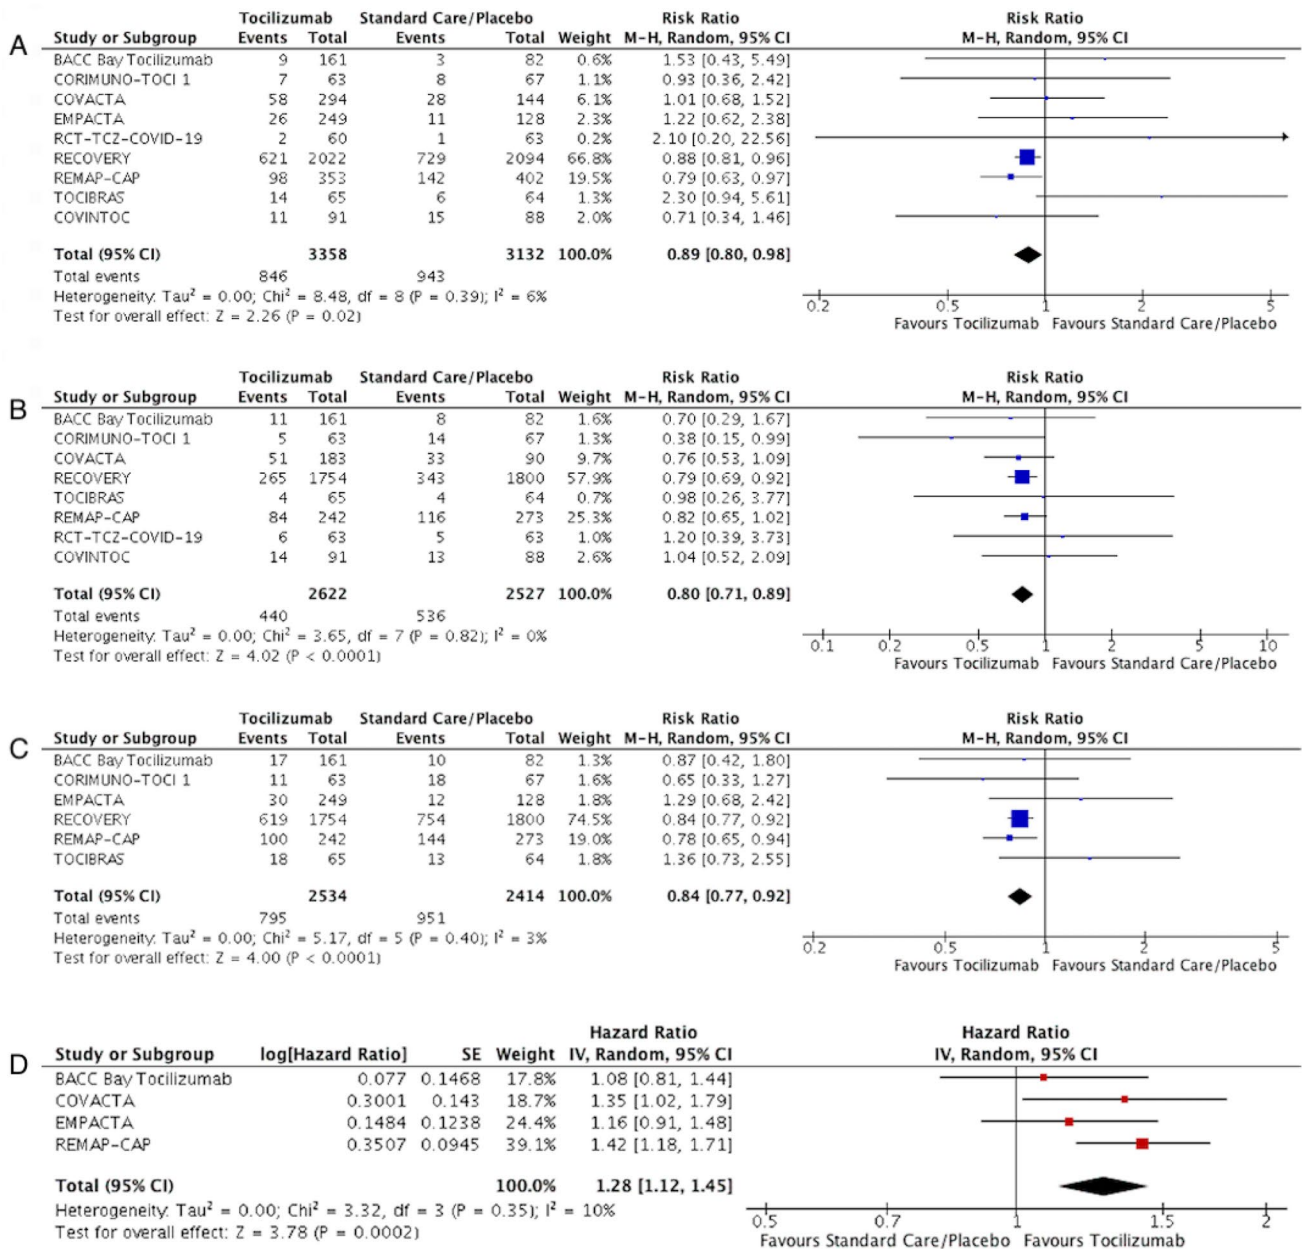 A
Tocilizumab Standard Care/Placebo Risk Ratio Risk Ratio
Study or Subgroup Events Total Events Total Weight M-H, Random, 95% CI M-H, Random, 95% CI
BACC Bay Tocilizumab 9 161 3 82 0.6% 1.53 [0.43, 5.49]
CORIMUNO-TOCI 1 7 63 8 67 1.1% 0.93 [0.36, 2.42]
COVACTA 58 294 28 144 6.1% 1.01 [0.68, 1.52]
EMPACTA 26 249 11 128 2.3% 1.22 [0.62, 2.38]
RCT-TCZ-COVID-19 2 60 1 63 0.2% 2.10 [0.20, 22.56]
RECOVERY 621 2022 729 2094 66.8% 0.88 [0.81, 0.96]
REMAP-CAP 98 353 142 402 19.5% 0.79 [0.63, 0.97]
TOCIBRAS 14 65 6 64 1.3% 2.30 [0.94, 5.61]
COVINTOC 11 91 15 88 2.0% 0.71 [0.34, 1.46]
Total (95% CI) 3358 3132 100.0% 0.89 [0.80, 0.98]
Total events 846 943
Heterogeneity: Tau² = 0.00; Chi² = 8.48, df = 8 (P = 0.39); I² = 6%
Test for overall effect: Z = 2.26 (P = 0.02)
0.2 0.5 1 2 5
Favours Tocilizumab Favours Standard Care/Placebo
B
Tocilizumab Standard Care/Placebo Risk Ratio Risk Ratio
Study or Subgroup Events Total Events Total Weight M-H, Random, 95% CI M-H, Random, 95% CI
BACC Bay Tocilizumab 11 161 8 82 1.6% 0.70 [0.29, 1.67]
CORIMUNO-TOCI 1 5 63 14 67 1.3% 0.38 [0.15, 0.99]
COVACTA 51 183 33 90 9.7% 0.76 [0.53, 1.09]
RECOVERY 265 1754 343 1800 57.9% 0.79 [0.69, 0.92]
TOCIBRAS 4 65 4 64 0.7% 0.98 [0.26, 3.77]
REMAP-CAP 84 242 116 273 25.3% 0.82 [0.65, 1.02]
RCT-TCZ-COVID-19 6 63 5 63 1.0% 1.20 [0.39, 3.73]
COVINTOC 14 91 13 88 2.6% 1.04 [0.52, 2.09]
Total (95% CI) 2622 2527 100.0% 0.80 [0.71, 0.89]
Total events 440 536
Heterogeneity: Tau² = 0.00; Chi² = 3.65, df = 7 (P = 0.82); I² = 0%
Test for overall effect: Z = 4.02 (P < 0.0001)
0.1 0.2 0.5 1 2 5 10
Favours Tocilizumab Favours Standard Care/Placebo
C
Tocilizumab Standard Care/Placebo Risk Ratio Risk Ratio
Study or Subgroup Events Total Events Total Weight M-H, Random, 95% CI M-H, Random, 95% CI
BACC Bay Tocilizumab 17 161 10 82 1.3% 0.87 [0.42, 1.80]
CORIMUNO-TOCI 1 11 63 18 67 1.6% 0.65 [0.33, 1.27]
EMPACTA 30 249 12 128 1.8% 1.29 [0.68, 2.42]
RECOVERY 619 1754 754 1800 74.5% 0.84 [0.77, 0.92]
REMAP-CAP 100 242 144 273 19.0% 0.78 [0.65, 0.94]
TOCIBRAS 18 65 13 64 1.8% 1.36 [0.73, 2.55]
Total (95% CI) 2534 2414 100.0% 0.84 [0.77, 0.92]
Total events 795 951
Heterogeneity: Tau² = 0.00; Chi² = 5.17, df = 5 (P = 0.40); I² = 3%
Test for overall effect: Z = 4.00 (P < 0.0001)
0.2 0.5 1 2 5
Favours Tocilizumab Favours Standard Care/Placebo
D
Hazard Ratio Hazard Ratio
Study or Subgroup log[Hazard Ratio] SE Weight IV, Random, 95% CI IV, Random, 95% CI
BACC Bay Tocilizumab 0.077 0.1468 17.8% 1.08 [0.81, 1.44]
COVACTA 0.3001 0.143 18.7% 1.35 [1.02, 1.79]
EMPACTA 0.1484 0.1238 24.4% 1.16 [0.91, 1.48]
REMAP-CAP 0.3507 0.0945 39.1% 1.42 [1.18, 1.71]
Total (95% CI) 100.0% 1.28 [1.12, 1.45]
Heterogeneity: Tau² = 0.00; Chi² = 3.32, df = 3 (P = 0.35); I² = 10%
Test for overall effect: Z = 3.78 (P = 0.0002)
0.5 0.7 1 1.5 2
Favours Standard Care/Placebo Favours Tocilizumab